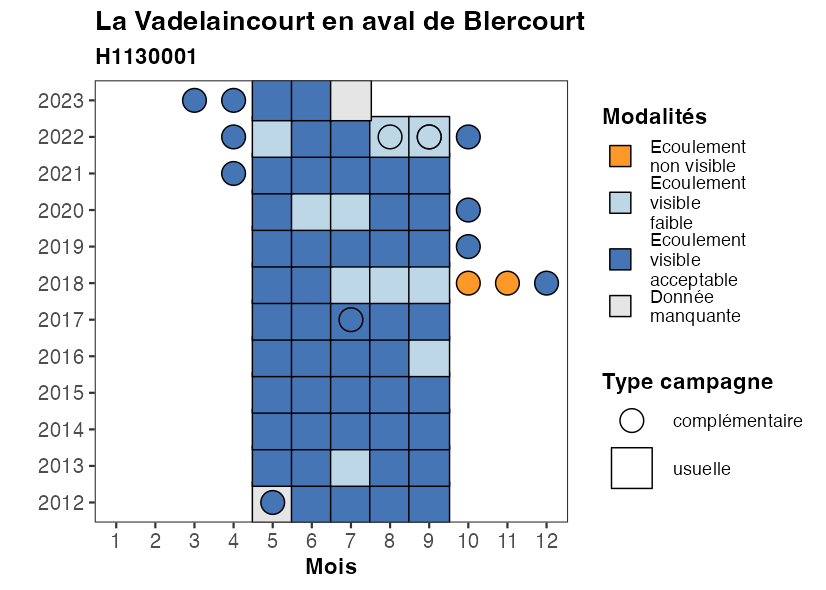 La Vadelaincourt en aval de Blercourt
H1130001
2023
2022
2021
2020
2019
2018
2017
2016
2015
2014
2013
2012
1 2 3 4 5 6 7 8 9 10 11 12
Mois
Modalités
Ecoulement
non visible
Ecoulement
visible
faible
Ecoulement
visible
acceptable
Donnée
manquante
Type campagne
complémentaire
usuelle